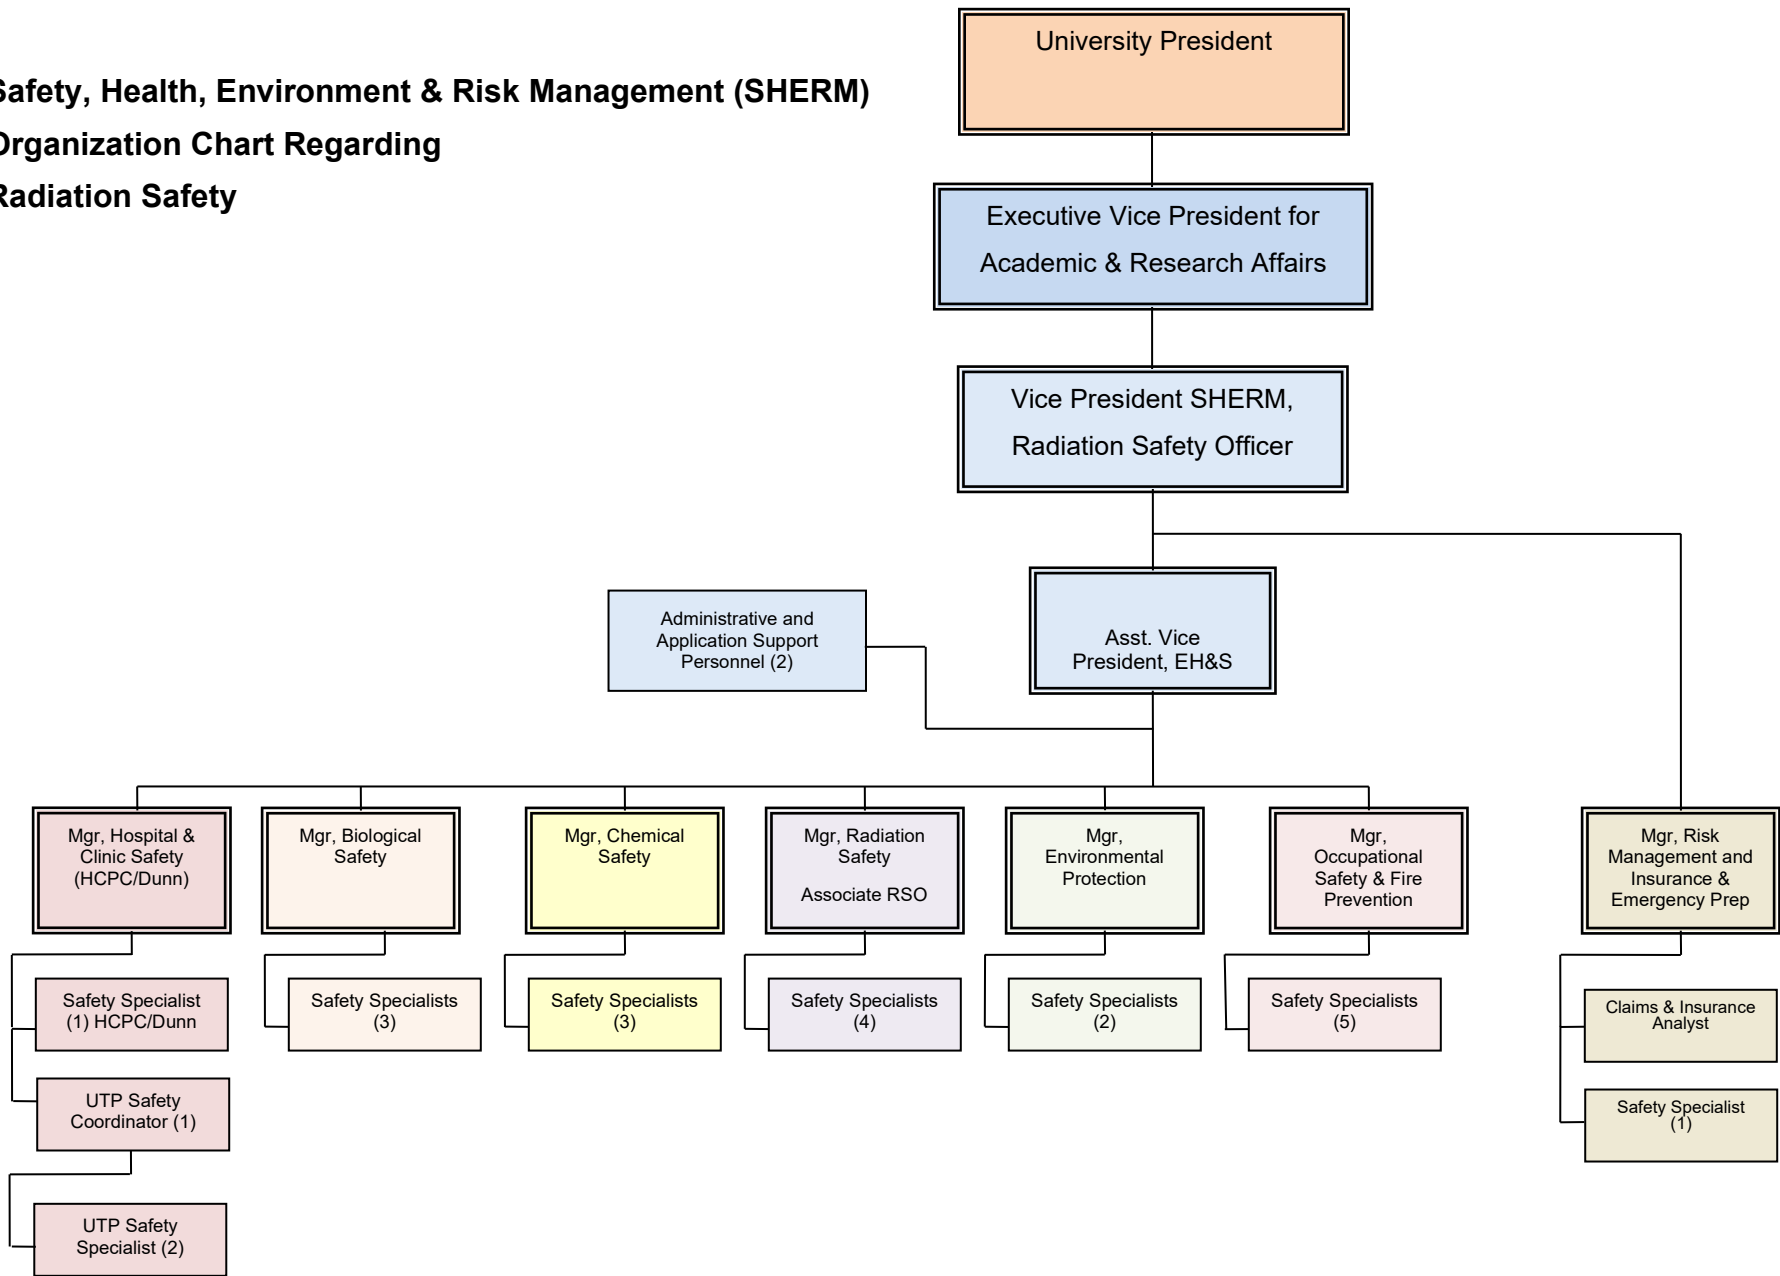 University President
Safety, Health, Environment & Risk Management (SHERM)
Organization Chart Regarding
Radiation Safety
Executive Vice President for
Academic & Research Affairs
Vice President SHERM,
Radiation Safety Officer
Administrative and
Application Support
Personnel (2)
Asst. Vice
President, EH&S
Mgr, Hospital &
Clinic Safety
(HCPC/Dunn)
Mgr, Biological
Safety
Mgr, Chemical
Safety
Mgr, Radiation
Safety
Associate RSO
Mgr,
Environmental
Protection
Mgr,
Occupational
Safety & Fire
Prevention
Mgr, Risk
Management and
Insurance &
Emergency Prep
Safety Specialist
(1) HCPC/Dunn
Safety Specialists
(3)
Safety Specialists
(3)
Safety Specialists
(4)
Safety Specialists
(2)
Safety Specialists
(5)
Claims & Insurance
Analyst
UTP Safety
Coordinator (1)
Safety Specialist
(1)
UTP Safety
Specialist (2)